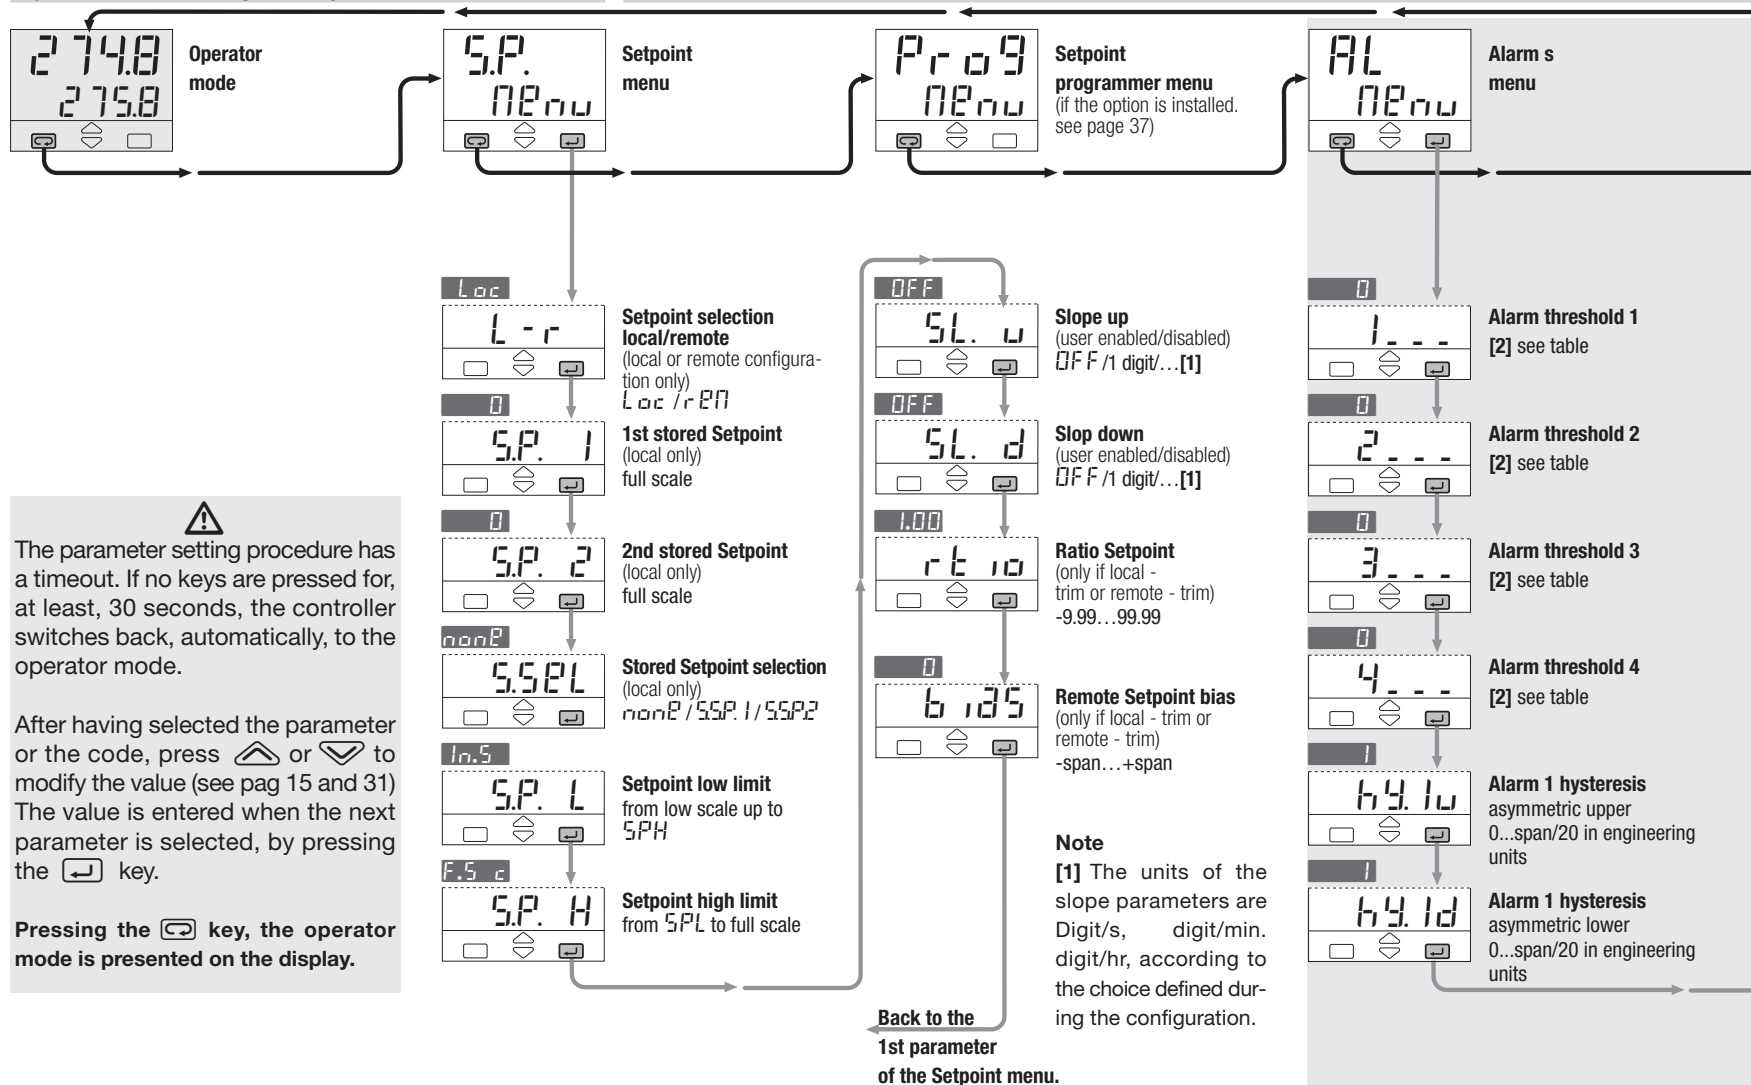 274.8
275.8
Operator
mode
S.P.
MEnu
Setpoint
menu
Prog
MEnu
Setpoint
programmer menu
(if the option is installed.
see page 37)
AL
MEnu
Alarm s
menu
Loc
L-r
Setpoint selection
local/remote
(local or remote configura-
tion only)
Loc /rEM
0
S.P. 1
1st stored Setpoint
(local only)
full scale
0
S.P. 2
2nd stored Setpoint
(local only)
full scale
nonE
S.SEL
Stored Setpoint selection
(local only)
nonE / S.SP. 1 / S.SP.2
In.S
S.P. L
Setpoint low limit
from low scale up to
SPH
F.S c
S.P. H
Setpoint high limit
from SPL to full scale
OFF
SL. u
Slope up
(user enabled/disabled)
OFF /1 digit/…[1]
OFF
SL. d
Slop down
(user enabled/disabled)
OFF /1 digit/…[1]
1.00
rtio
Ratio Setpoint
(only if local -
trim or remote - trim)
-9.99…99.99
0
biaS
Remote Setpoint bias
(only if local - trim or
remote - trim)
-span…+span
Note
[1] The units of the
slope parameters are
Digit/s, digit/min.
digit/hr, according to
the choice defined dur-
ing the configuration.
Back to the
1st parameter
of the Setpoint menu.
0
1_ _ _
Alarm threshold 1
[2] see table
0
2_ _ _
Alarm threshold 2
[2] see table
0
3_ _ _
Alarm threshold 3
[2] see table
0
4_ _ _
Alarm threshold 4
[2] see table
1
hy. 1u
Alarm 1 hysteresis
asymmetric upper
0...span/20 in engineering
units
1
hy. 1d
Alarm 1 hysteresis
asymmetric lower
0...span/20 in engineering
units
The parameter setting procedure has
a timeout. If no keys are pressed for,
at least, 30 seconds, the controller
switches back, automatically, to the
operator mode.
After having selected the parameter
or the code, press or to
modify the value (see pag 15 and 31)
The value is entered when the next
parameter is selected, by pressing
the key.
Pressing the key, the operator
mode is presented on the display.